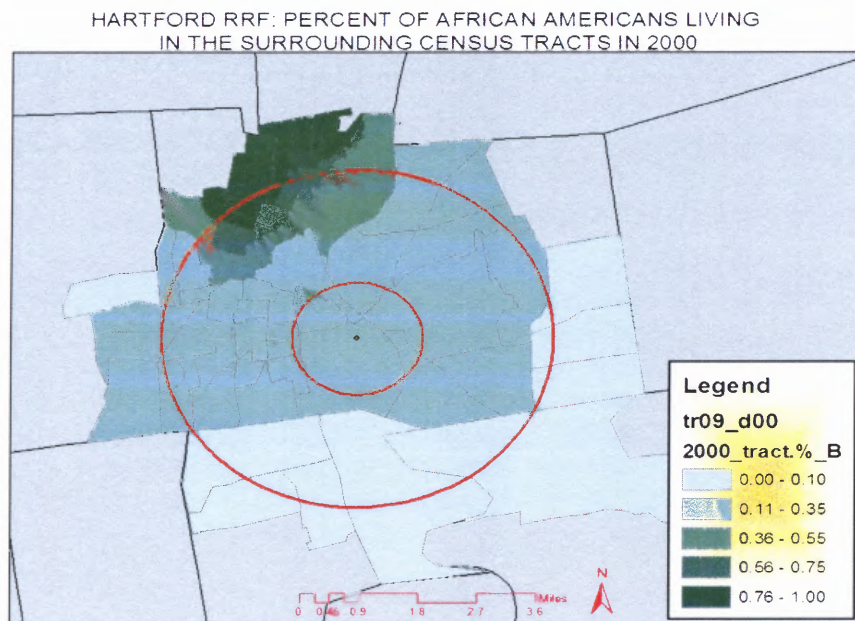 HARTFORD RRF: PERCENT OF AFRICAN AMERICANS LIVING
IN THE SURROUNDING CENSUS TRACTS IN 2000
Legend
tr09_d00
2000_tract.%_B
0.00 - 0.10
0.11 - 0.35
0.36 - 0.55
0.56 - 0.75
0.76 - 1.00
N
Miles
0 0.9 1.8 2.7 3.6